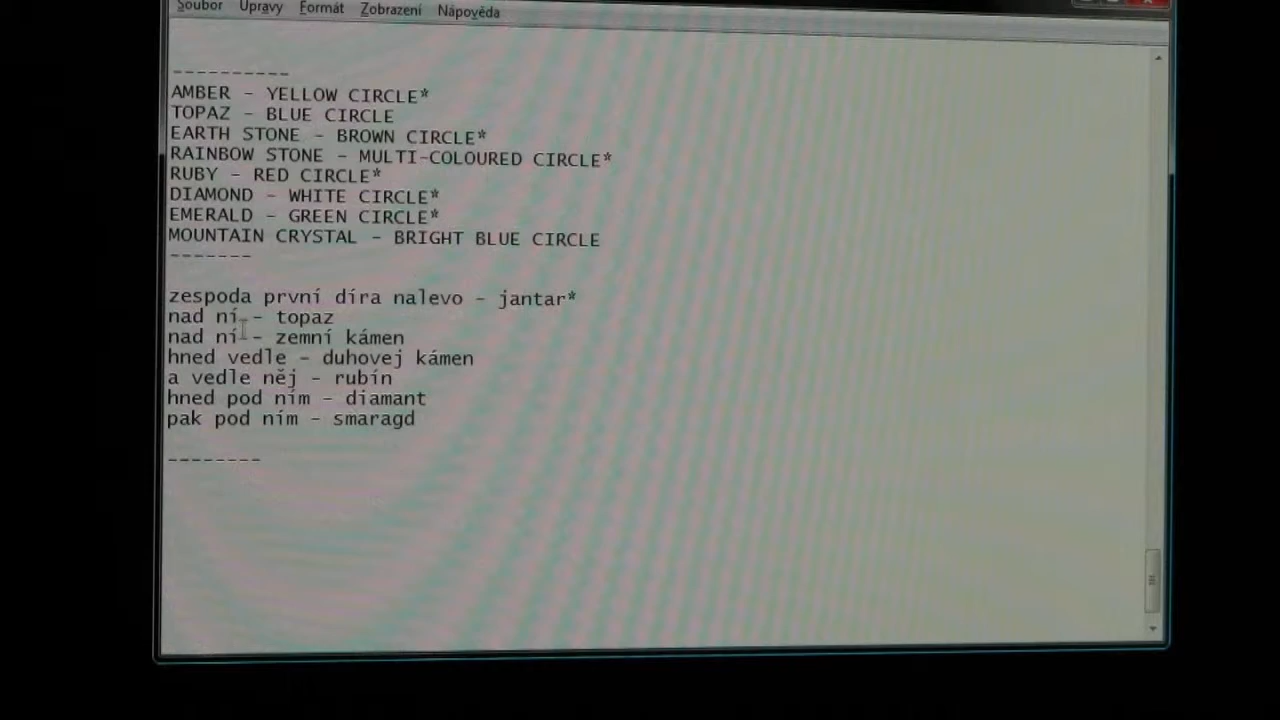 Soubor Úpravy Formát Zobrazení Nápověda
----------
AMBER - YELLOW CIRCLE*
TOPAZ - BLUE CIRCLE
EARTH STONE - BROWN CIRCLE*
RAINBOW STONE - MULTI-COLOURED CIRCLE*
RUBY - RED CIRCLE*
DIAMOND - WHITE CIRCLE*
EMERALD - GREEN CIRCLE*
MOUNTAIN CRYSTAL - BRIGHT BLUE CIRCLE
-------
zespoda první díra nalevo - jantar*
nad ní - topaz
nad ní - zemní kámen
hned vedle - duhovej kámen
a vedle něj - rubín
hned pod ním - diamant
pak pod ním - smaragd
--------